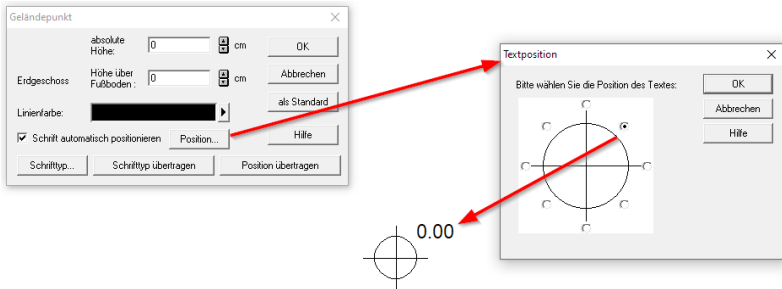 Geländepunkt
absolute
Höhe:
0
cm
OK
Erdgeschoss
Höhe über
Fußboden :
0
cm
Abbrechen
Linienfarbe:
als Standard
Schrift automatisch positionieren
Position...
Hilfe
Schrifttyp...
Schrifttyp übertragen
Position übertragen
Textposition
Bitte wählen Sie die Position des Textes:
OK
Abbrechen
Hilfe
0.00